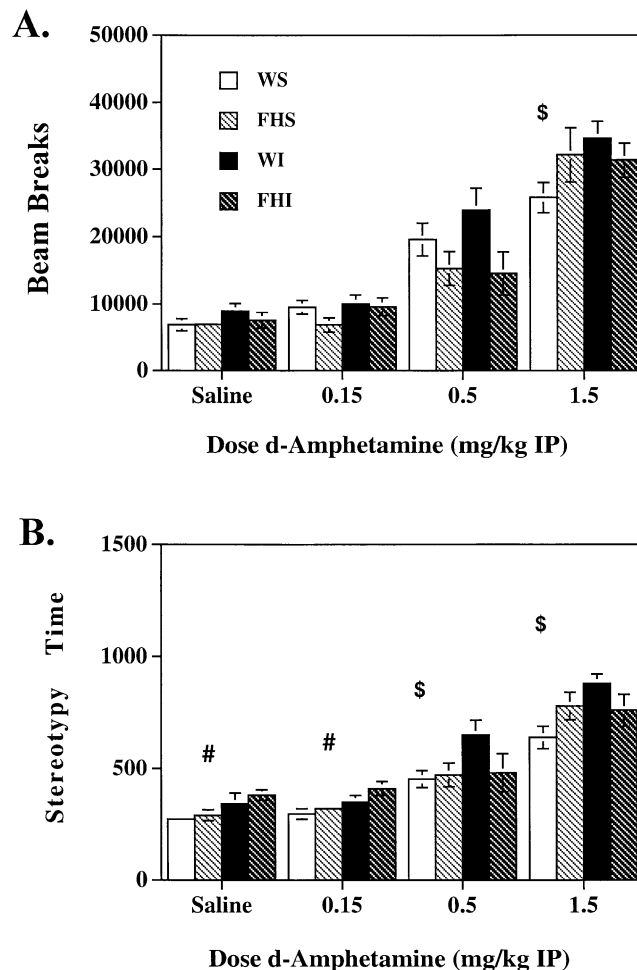 A.
50000
40000
30000
20000
10000
0
Beam Breaks
WS
FHS
WI
FHI
$
Saline 0.15 0.5 1.5
Dose d-Amphetamine (mg/kg IP)
B.
1500
1000
500
0
Stereotypy Time
# # $ $
Saline 0.15 0.5 1.5
Dose d-Amphetamine (mg/kg IP)